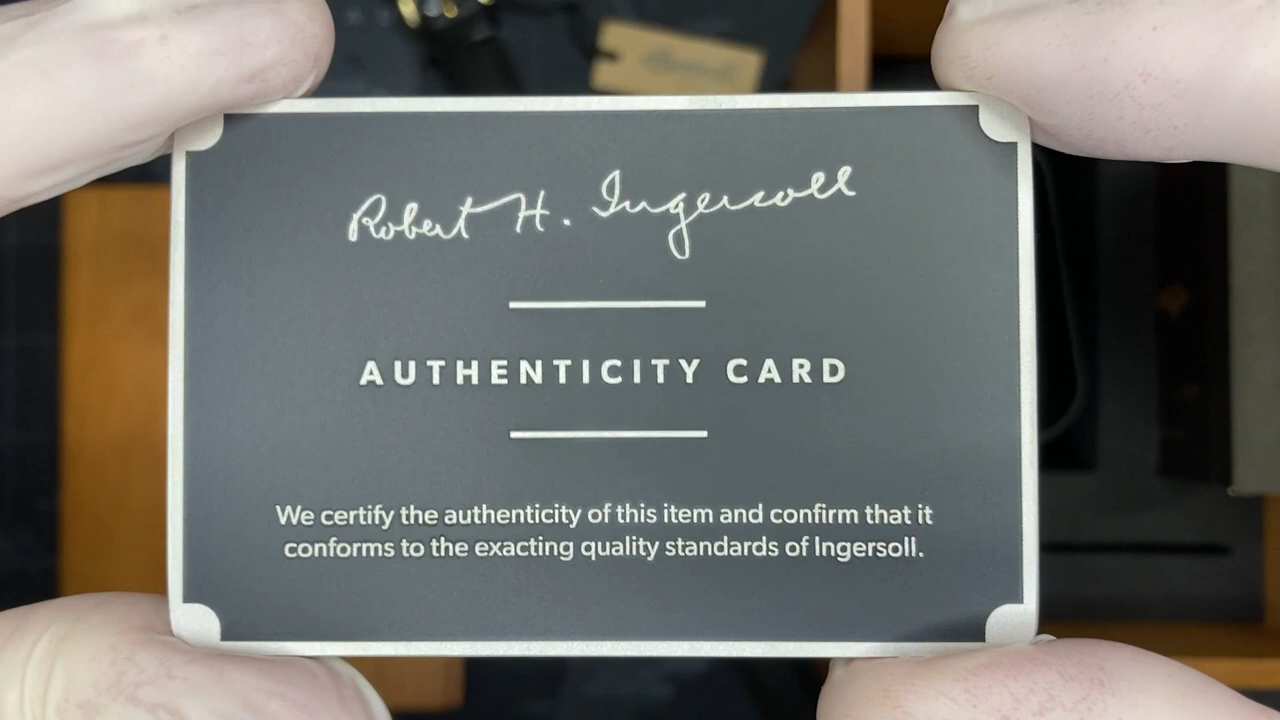 Robert H. Ingersoll
AUTHENTICITY CARD
We certify the authenticity of this item and confirm that it
conforms to the exacting quality standards of Ingersoll.